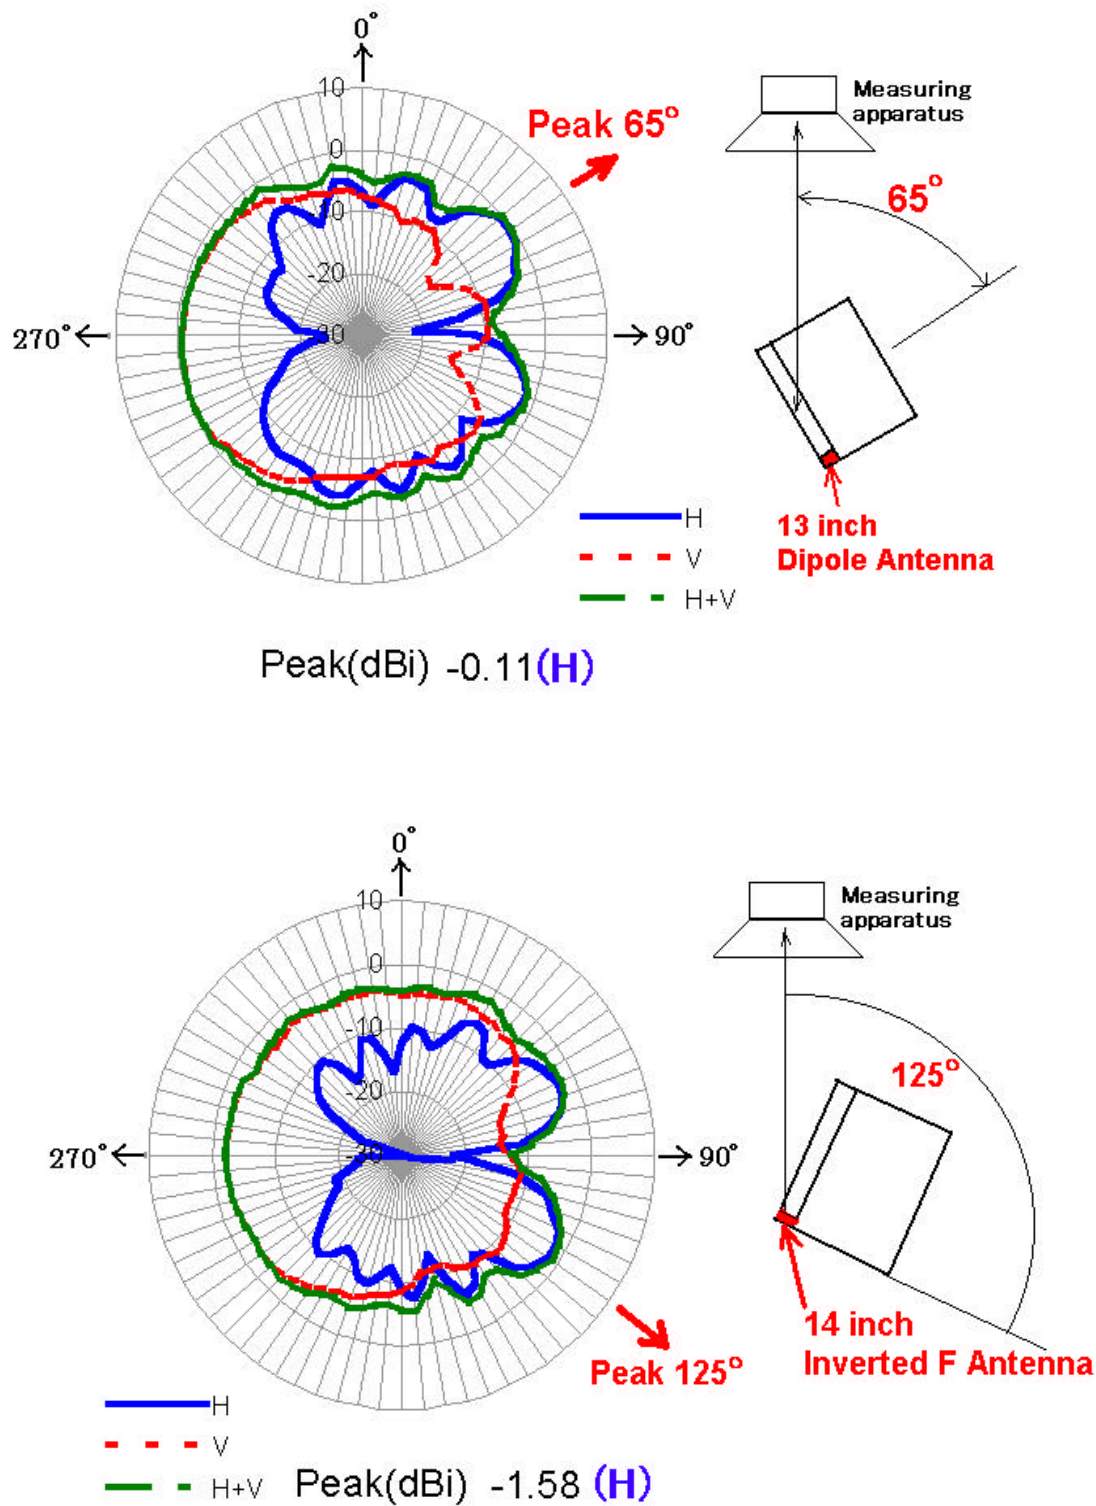 0°
10
0
-10
-20
-30
270°
90°
Peak 65°
Measuring
apparatus
65°
13 inch
Dipole Antenna
H
V
H+V
Peak(dBi) -0.11(H)
0°
10
0
-10
-20
-30
270°
90°
Measuring
apparatus
125°
14 inch
Inverted F Antenna
Peak 125°
H
V
H+V
Peak(dBi) -1.58 (H)